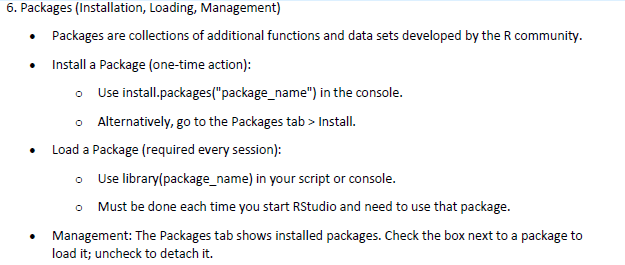 6. Packages (Installation, Loading, Management)
• Packages are collections of additional functions and data sets developed by the R community.
• Install a Package (one-time action):
o Use install.packages("package_name") in the console.
o Alternatively, go to the Packages tab > Install.
• Load a Package (required every session):
o Use library(package_name) in your script or console.
o Must be done each time you start RStudio and need to use that package.
• Management: The Packages tab shows installed packages. Check the box next to a package to
load it; uncheck to detach it.